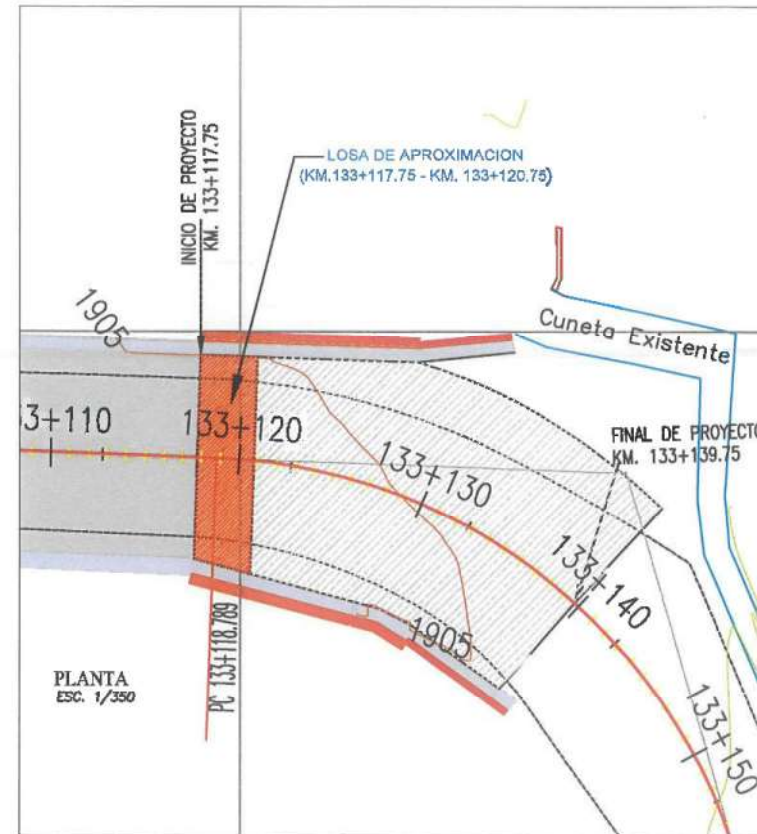 INICIO DE PROYECTO
KM. 133+117.75
LOSA DE APROXIMACION
(KM.133+117.75 - KM. 133+120.75)
1905
Cuneta Existente
33+110
133+120
133+130
FINAL DE PROYECTO
KM. 133+139.75
133+140
1905
PC 133+118.789
PLANTA
ESC. 1/350
133+150